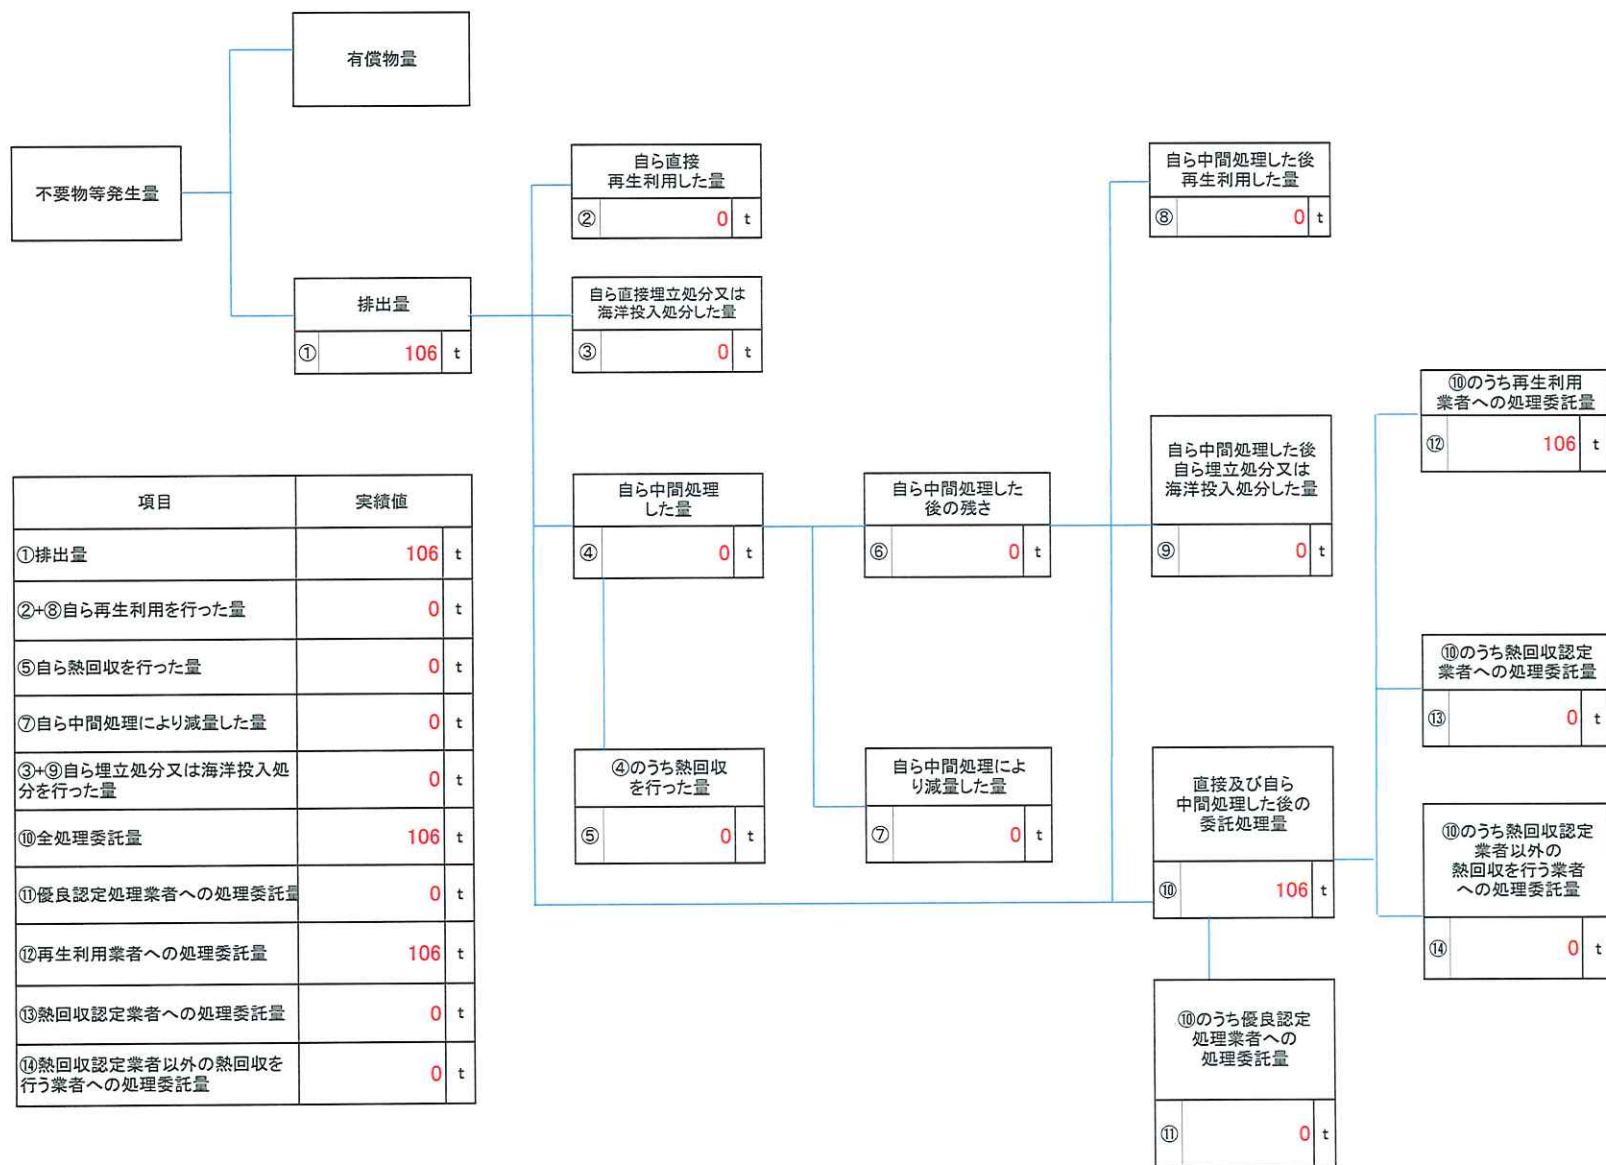 有償物量
不要物等発生量
排出量
① 106 t
自ら直接
再生利用した量
② 0 t
自ら直接埋立処分又は
海洋投入処分した量
③ 0 t
自ら中間処理
した量
④ 0 t
④のうち熱回収
を行った量
⑤ 0 t
自ら中間処理した
後の残さ
⑥ 0 t
自ら中間処理によ
り減量した量
⑦ 0 t
自ら中間処理した後
再生利用した量
⑧ 0 t
自ら中間処理した後
自ら埋立処分又は
海洋投入処分した量
⑨ 0 t
直接及び自ら
中間処理した後の
委託処理量
⑩ 106 t
⑩のうち優良認定
処理業者への
処理委託量
⑪ 0 t
⑩のうち再生利用
業者への処理委託量
⑫ 106 t
⑩のうち熱回収認定
業者への処理委託量
⑬ 0 t
⑩のうち熱回収認定
業者以外の
熱回収を行う業者
への処理委託量
⑭ 0 t
項目 実績値
①排出量 106 t
②+⑧自ら再生利用を行った量 0 t
⑤自ら熱回収を行った量 0 t
⑦自ら中間処理により減量した量 0 t
③+⑨自ら埋立処分又は海洋投入処
分を行った量 0 t
⑩全処理委託量 106 t
⑪優良認定処理業者への処理委託量 0 t
⑫再生利用業者への処理委託量 106 t
⑬熱回収認定業者への処理委託量 0 t
⑭熱回収認定業者以外の熱回収を
行う業者への処理委託量 0 t